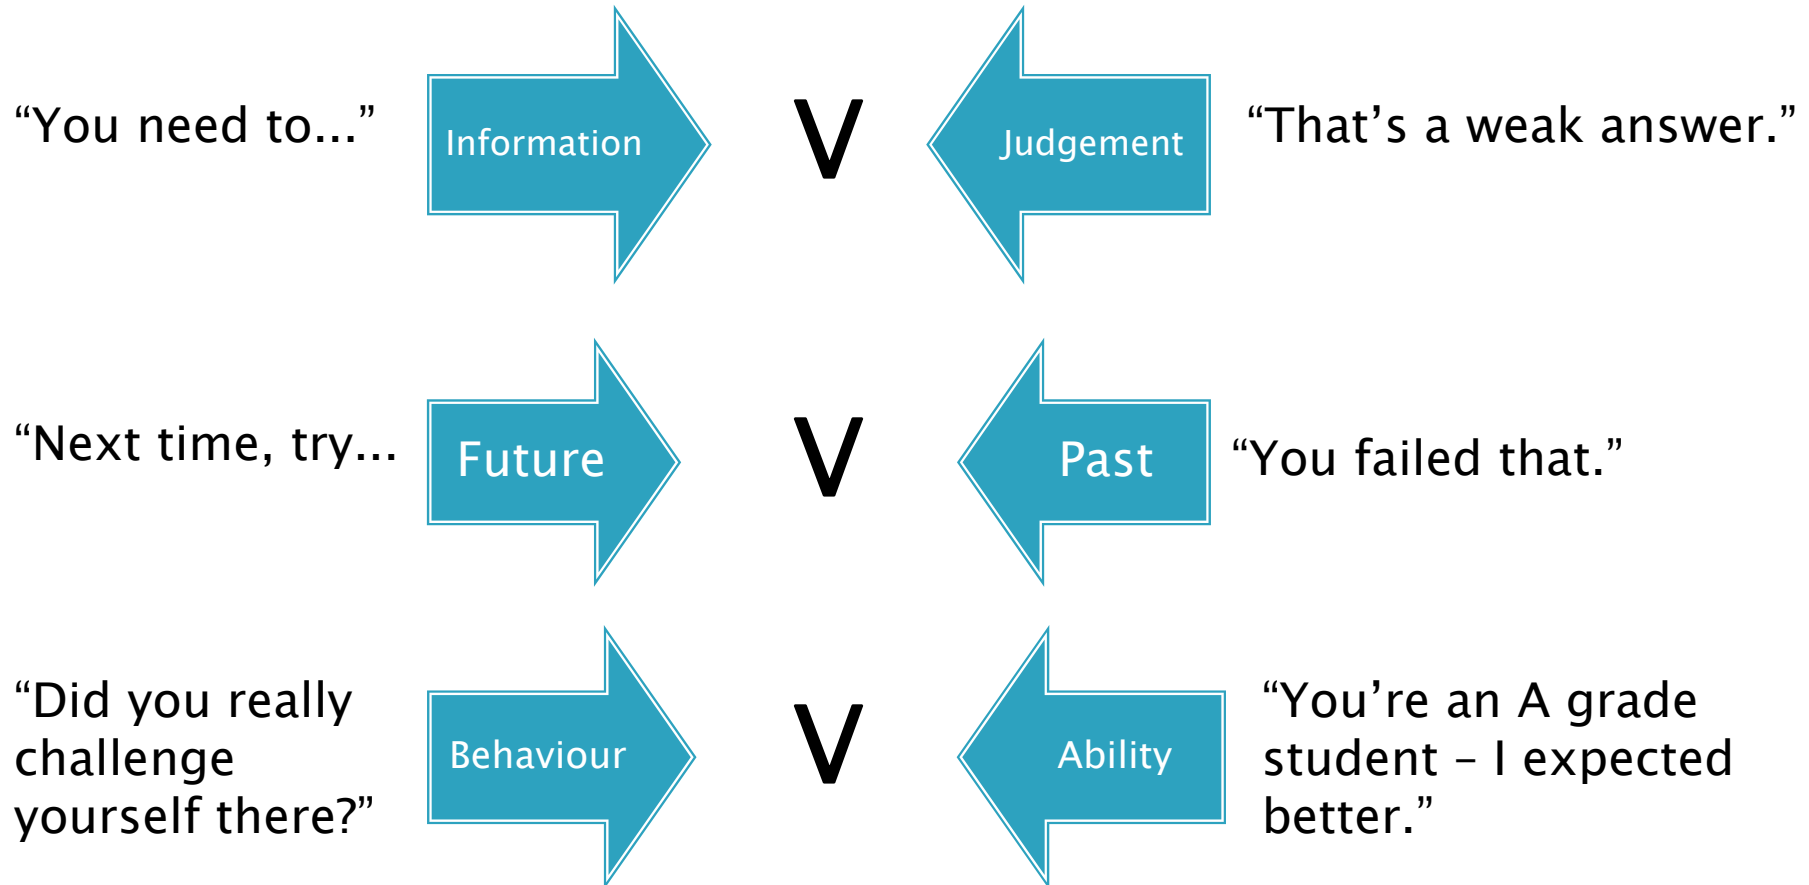 “You need to...” Information V Judgement “That’s a weak answer.”
“Next time, try... Future V Past “You failed that.”
“Did you really
challenge
yourself there?”
Behaviour V Ability
“You’re an A grade
student – I expected
better.”